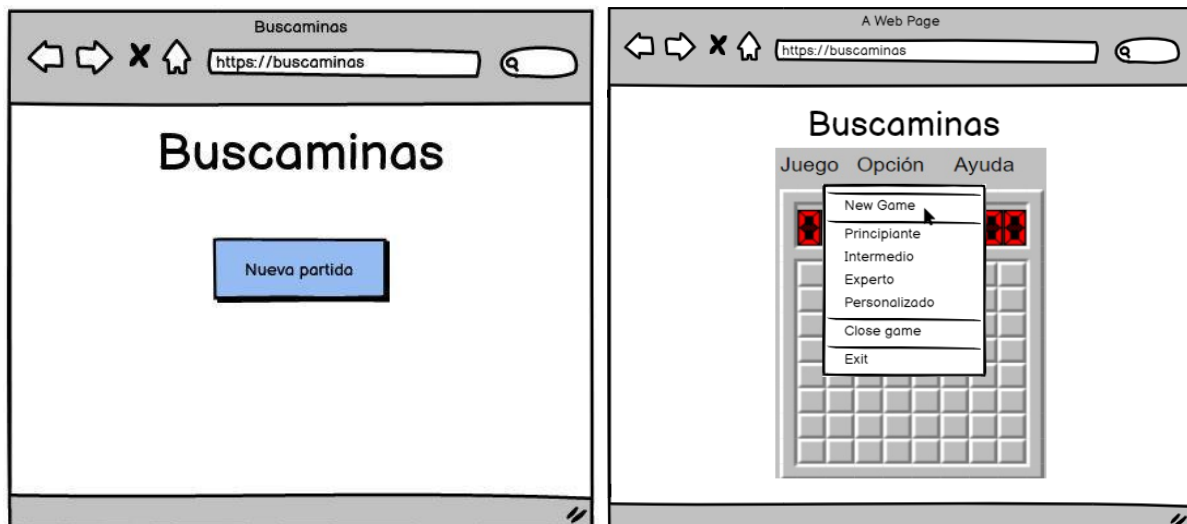 Buscaminas
https://buscaminas
Buscaminas
Nueva partida
A Web Page
https://buscaminas
Buscaminas
Juego Opción Ayuda
New Game
Principiante
Intermedio
Experto
Personalizado
Close game
Exit